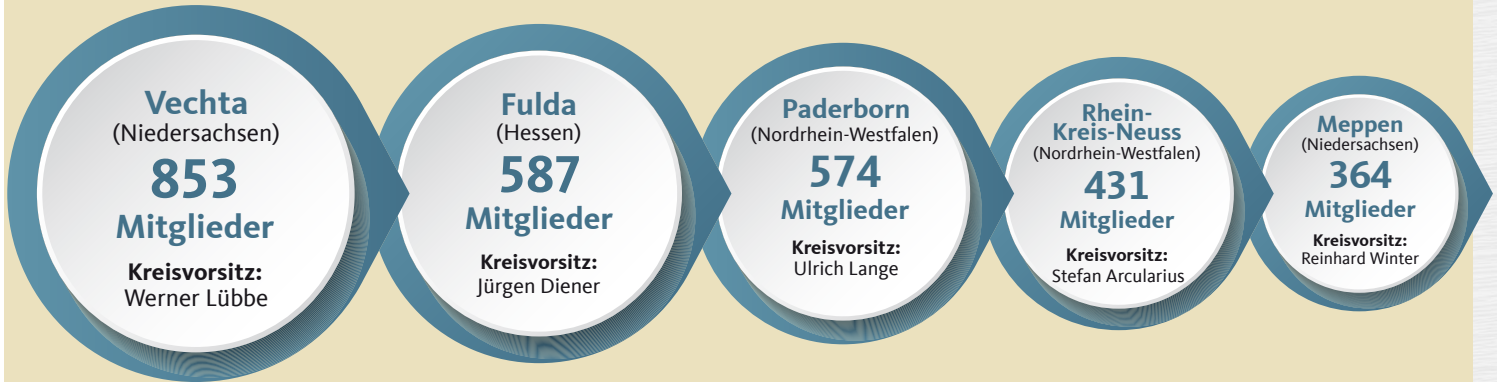 Vechta
(Niedersachsen)
853
Mitglieder
Kreisvorsitz:
Werner Lübbe
Fulda
(Hessen)
587
Mitglieder
Kreisvorsitz:
Jürgen Diener
Paderborn
(Nordrhein-Westfalen)
574
Mitglieder
Kreisvorsitz:
Ulrich Lange
Rhein-
Kreis-Neuss
(Nordrhein-Westfalen)
431
Mitglieder
Kreisvorsitz:
Stefan Arcularius
Meppen
(Niedersachsen)
364
Mitglieder
Kreisvorsitz:
Reinhard Winter